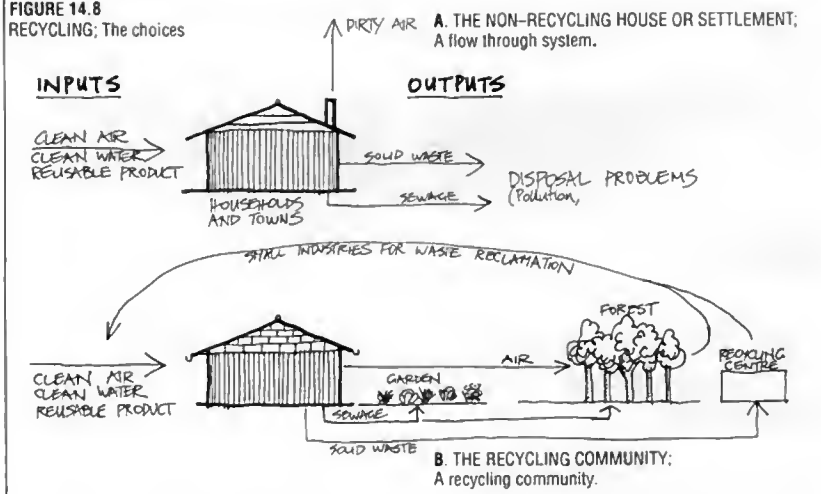 FIGURE 14.8
RECYCLING; The choices
DIRTY AIR
A. THE NON–RECYCLING HOUSE OR SETTLEMENT;
A flow through system.
INPUTS
OUTPUTS
CLEAN AIR
CLEAN WATER
REUSABLE PRODUCT
HOUSEHOLDS
AND TOWNS
SOLID WASTE
SEWAGE
DISPOSAL PROBLEMS
(Pollution,
SMALL INDUSTRIES FOR WASTE RECLAMATION
CLEAN AIR
CLEAN WATER
REUSABLE PRODUCT
AIR
GARDEN
SEWAGE
FOREST
RECYCLING
CENTRE
SOLID WASTE
B. THE RECYCLING COMMUNITY;
A recycling community.